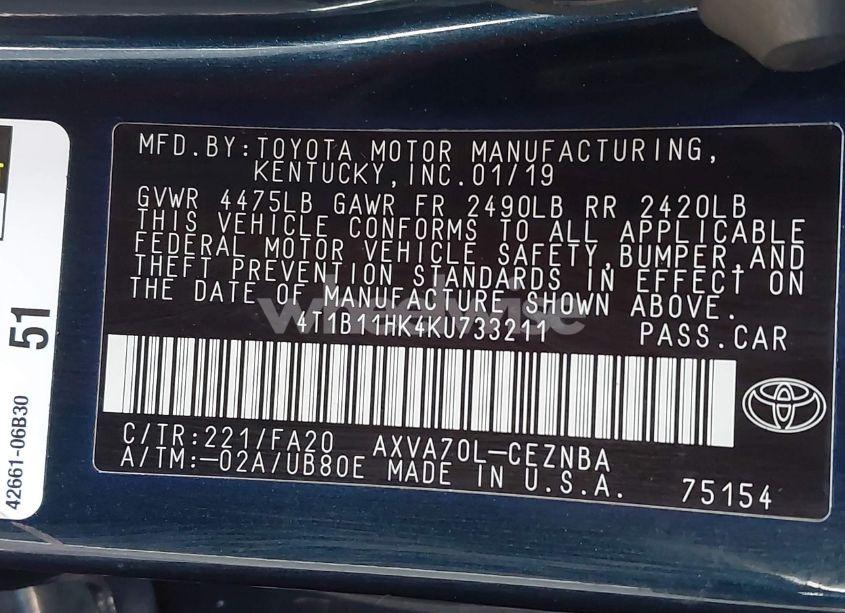 MFD.BY:TOYOTA MOTOR MANUFACTURING,
KENTUCKY,INC.01/19
GVWR 4475LB GAWR FR 2490LB RR 2420LB
THIS VEHICLE CONFORMS TO ALL APPLICABLE
FEDERAL MOTOR VEHICLE SAFETY,BUMPER,AND
THEFT PREVENTION STANDARDS IN EFFECT ON
THE DATE OF MANUFACTURE SHOWN ABOVE.
4T1B11HK4KU733211 PASS.CAR
C/TR:221/FA20 AXVA70L-CEZNBA
A/TM:-02A/UB80E MADE IN U.S.A. 75154
51
42661-06B30